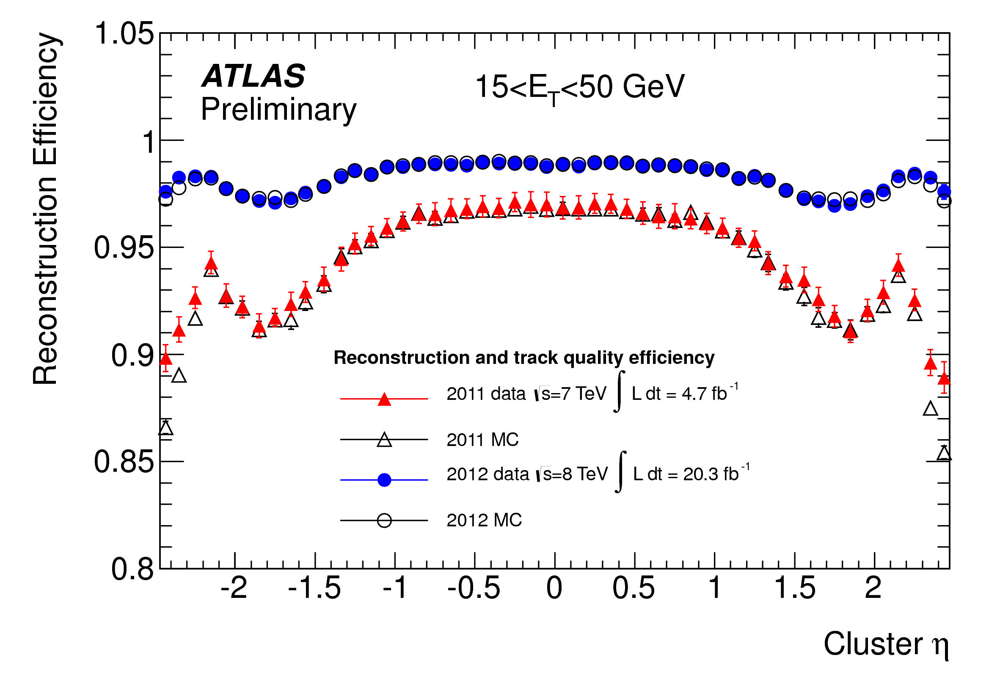 Reconstruction Efficiency
1.05
1
0.95
0.9
0.85
0.8
ATLAS
Preliminary
15<E_T<50 GeV
Reconstruction and track quality efficiency
2011 data √s=7 TeV ∫ L dt = 4.7 fb⁻¹
2011 MC
2012 data √s=8 TeV ∫ L dt = 20.3 fb⁻¹
2012 MC
-2 -1.5 -1 -0.5 0 0.5 1 1.5 2
Cluster η